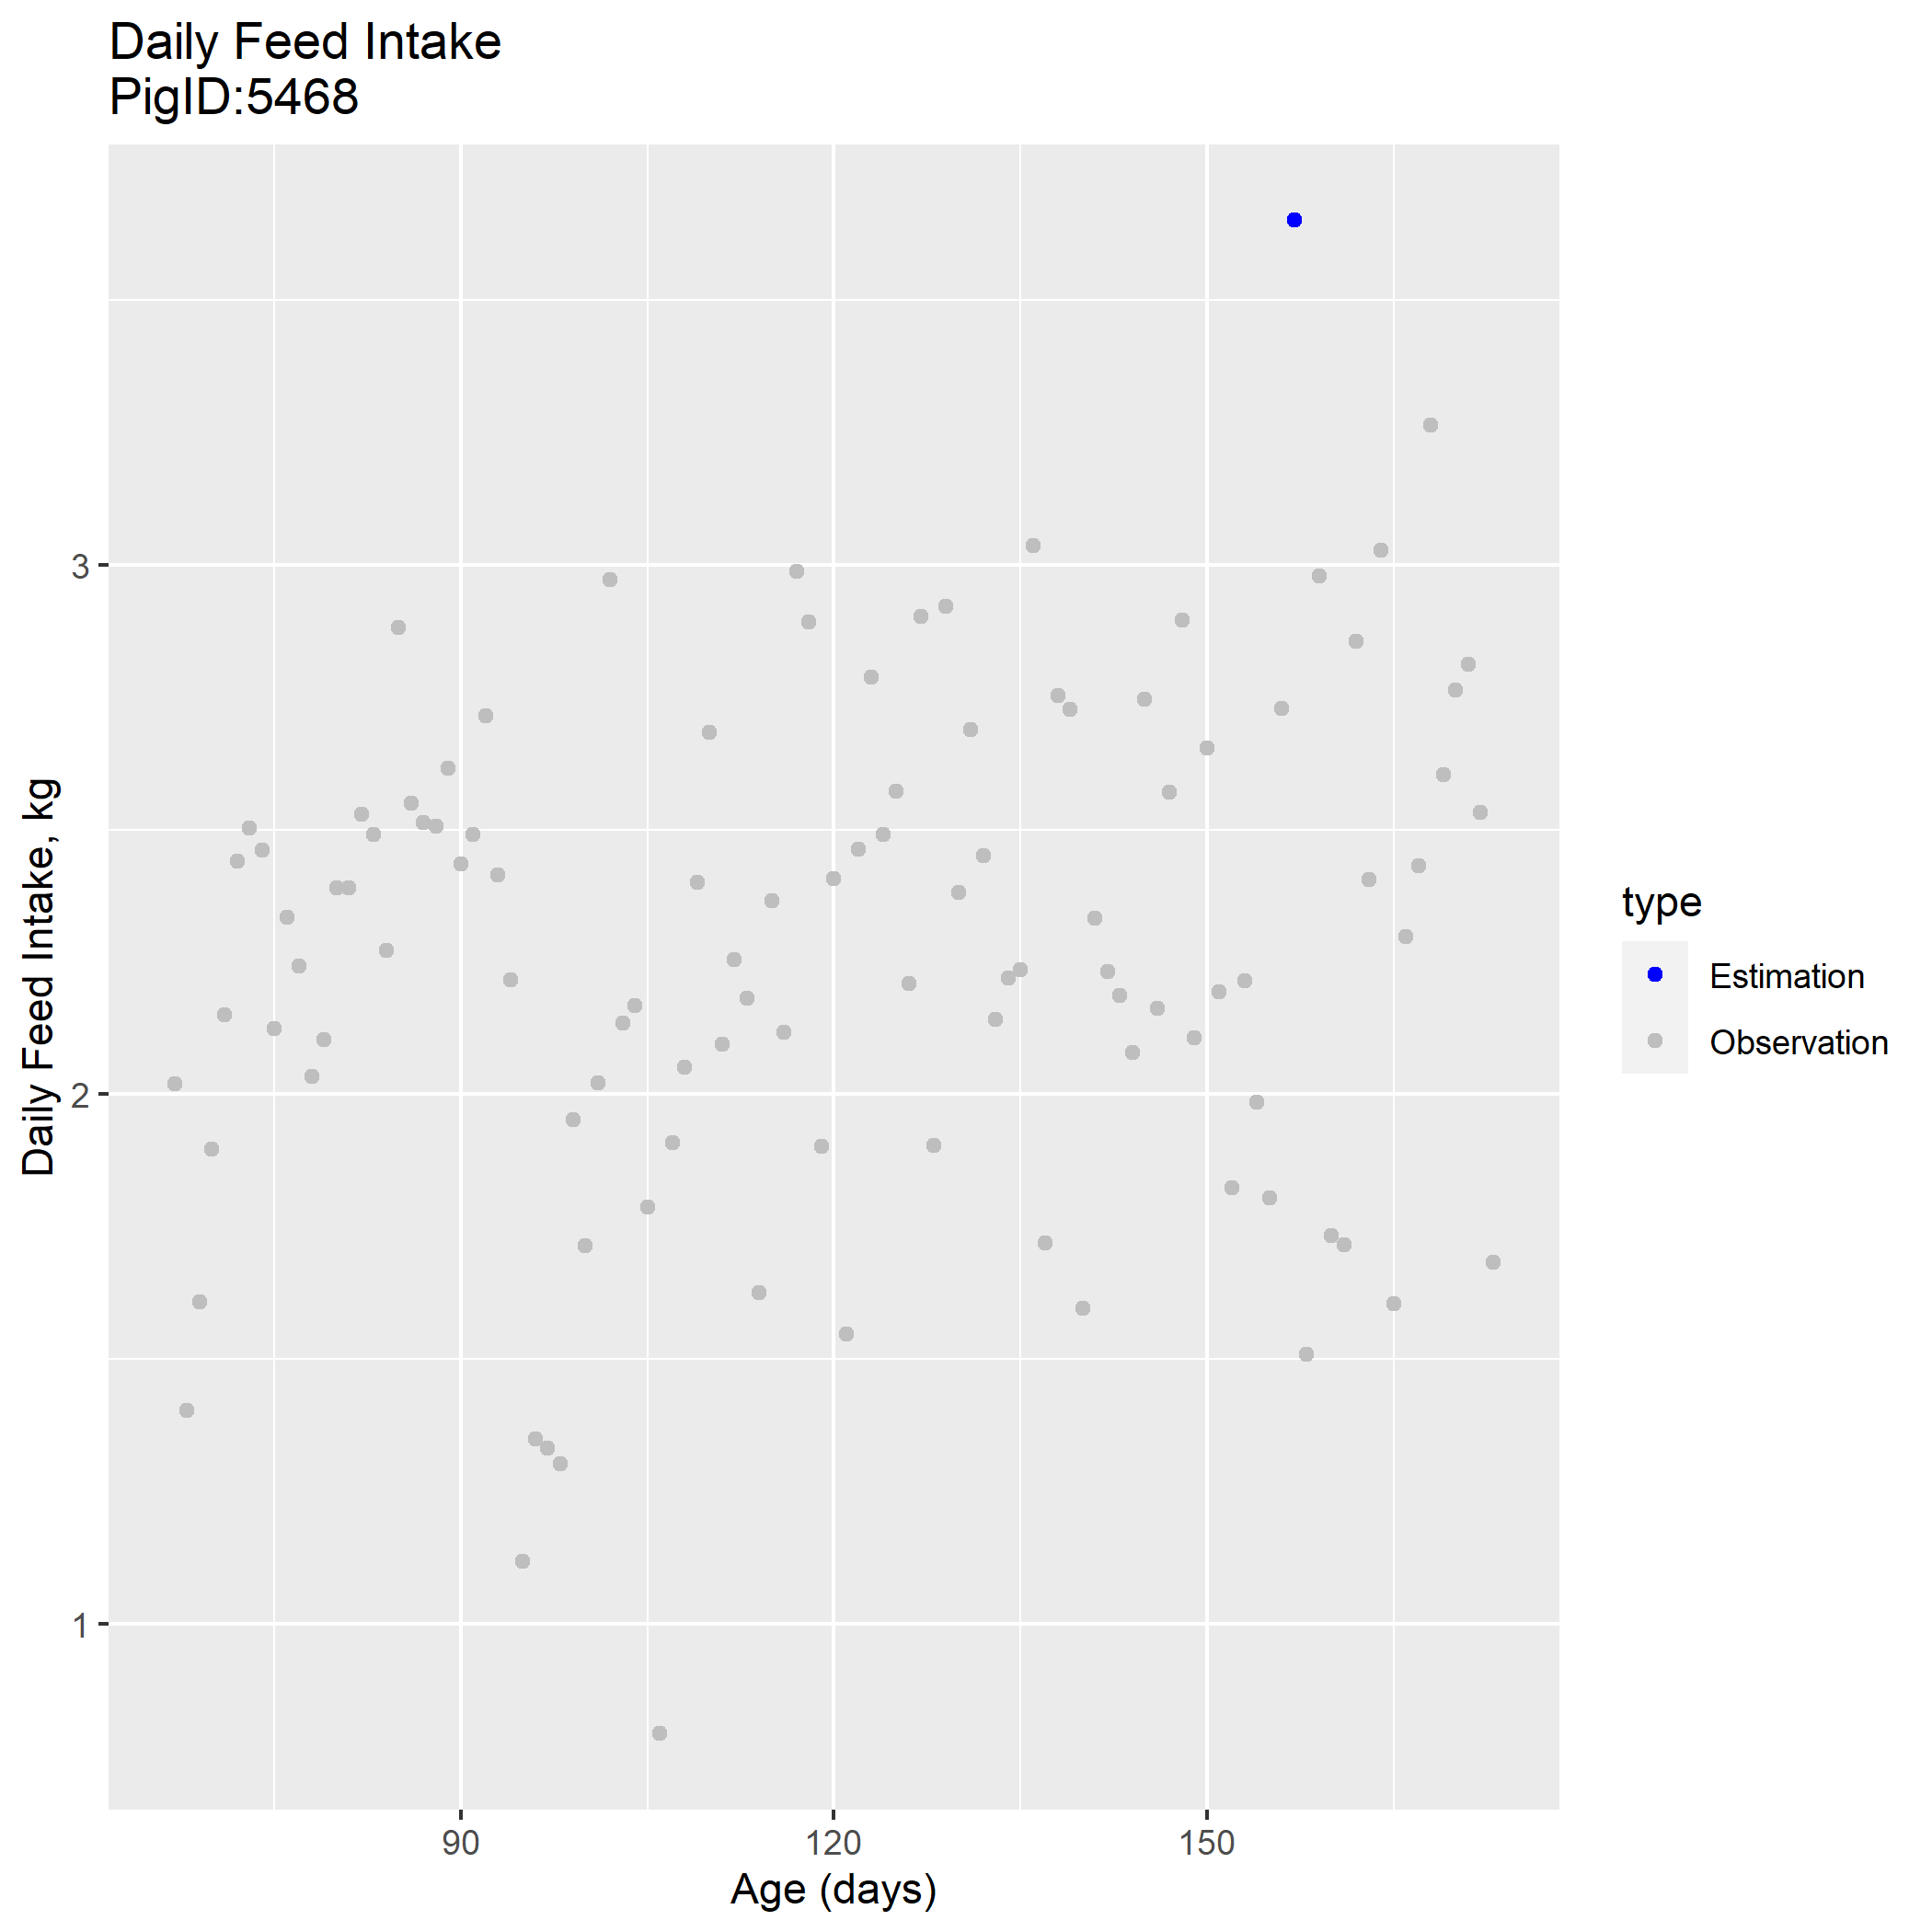 Daily Feed Intake
PigID:5468
Daily Feed Intake, kg
3
2
1
90
120
150
Age (days)
type
Estimation
Observation